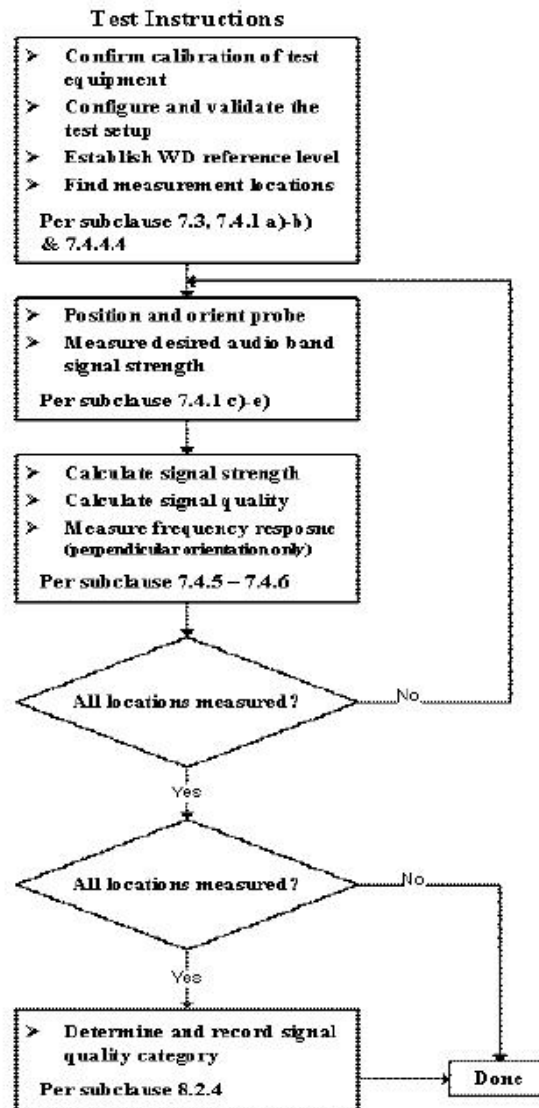 Test Instructions
➤ Confirm calibration of test
equipment
➤ Configure and validate the
test setup
➤ Establish WD reference level
➤ Find measurement locations
Per subclause 7.3, 7.4.1 a)-b)
& 7.4.4.4
➤ Position and orient probe
➤ Measure desired audio band
signal strength
Per subclause 7.4.1 c)-e)
➤ Calculate signal strength
➤ Calculate signal quality
➤ Measure frequency resposne
(perpendicular orientation only)
Per subclause 7.4.5 – 7.4.6
All locations measured?
No
Yes
All locations measured?
No
Yes
➤ Determine and record signal
quality category
Per subclause 8.2.4
Done